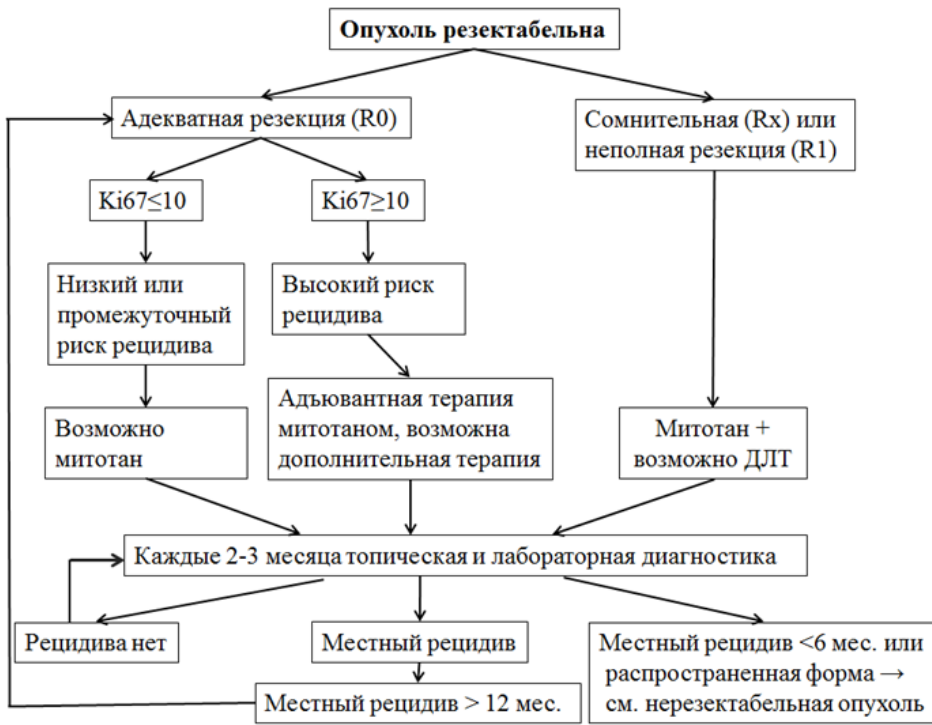 Опухоль резектабельна
Адекватная резекция (R0)
Сомнительная (Rx) или
неполная резекция (R1)
Ki67≤10
Ki67≥10
Низкий или
промежуточный
риск рецидива
Высокий риск
рецидива
Возможно
митотан
Адъювантная терапия
митотаном, возможна
дополнительная терапия
Митотан +
возможно ДЛТ
Каждые 2-3 месяца топическая и лабораторная диагностика
Рецидива нет
Местный рецидив
Местный рецидив <6 мес. или
распространенная форма →
см. нерезектабельная опухоль
Местный рецидив > 12 мес.